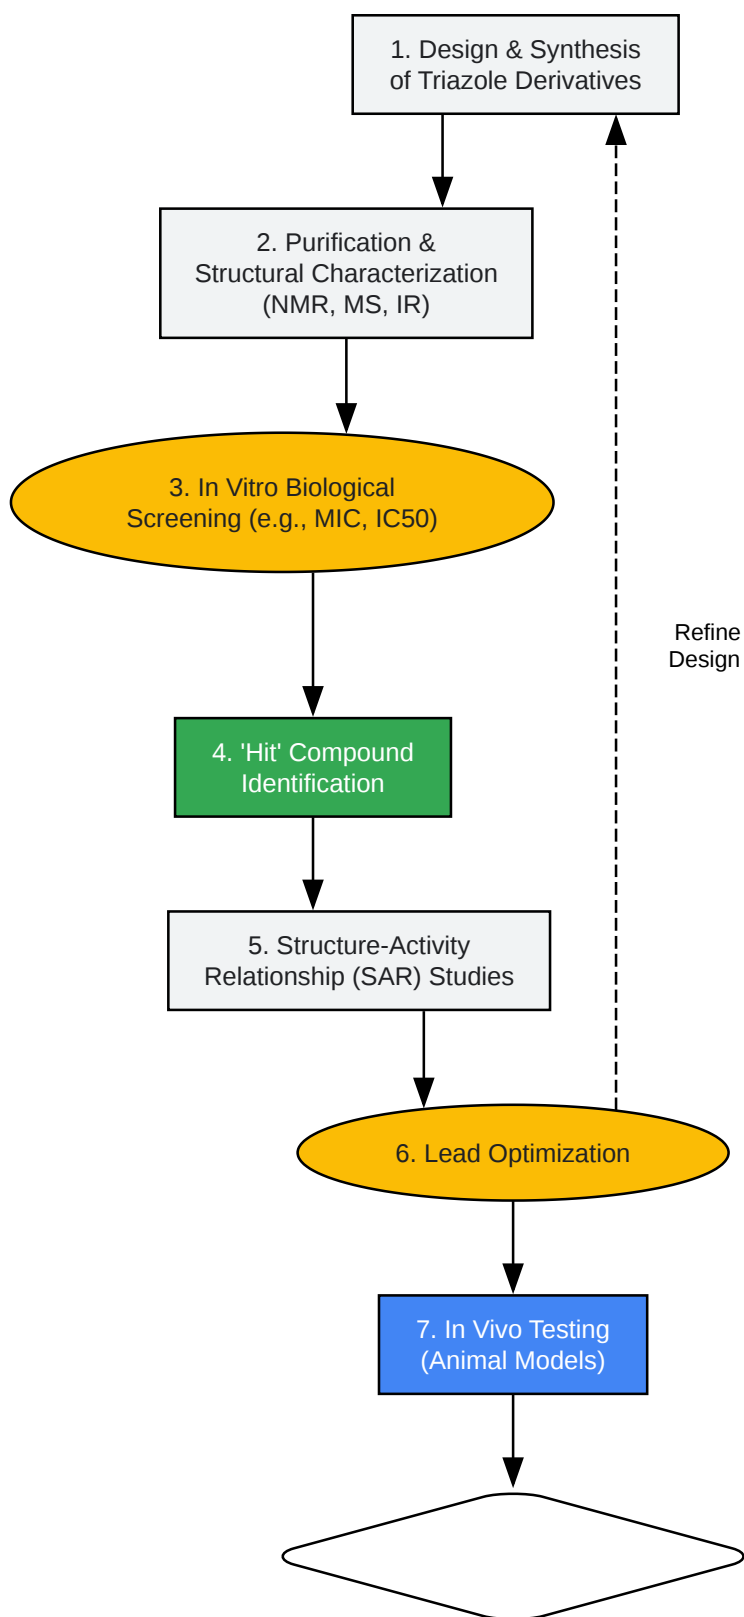 1. Design & Synthesis
of Triazole Derivatives
2. Purification &
Structural Characterization
(NMR, MS, IR)
3. In Vitro Biological
Screening (e.g., MIC, IC50)
Refine
Design
4. 'Hit' Compound
Identification
5. Structure-Activity
Relationship (SAR) Studies
6. Lead Optimization
7. In Vivo Testing
(Animal Models)